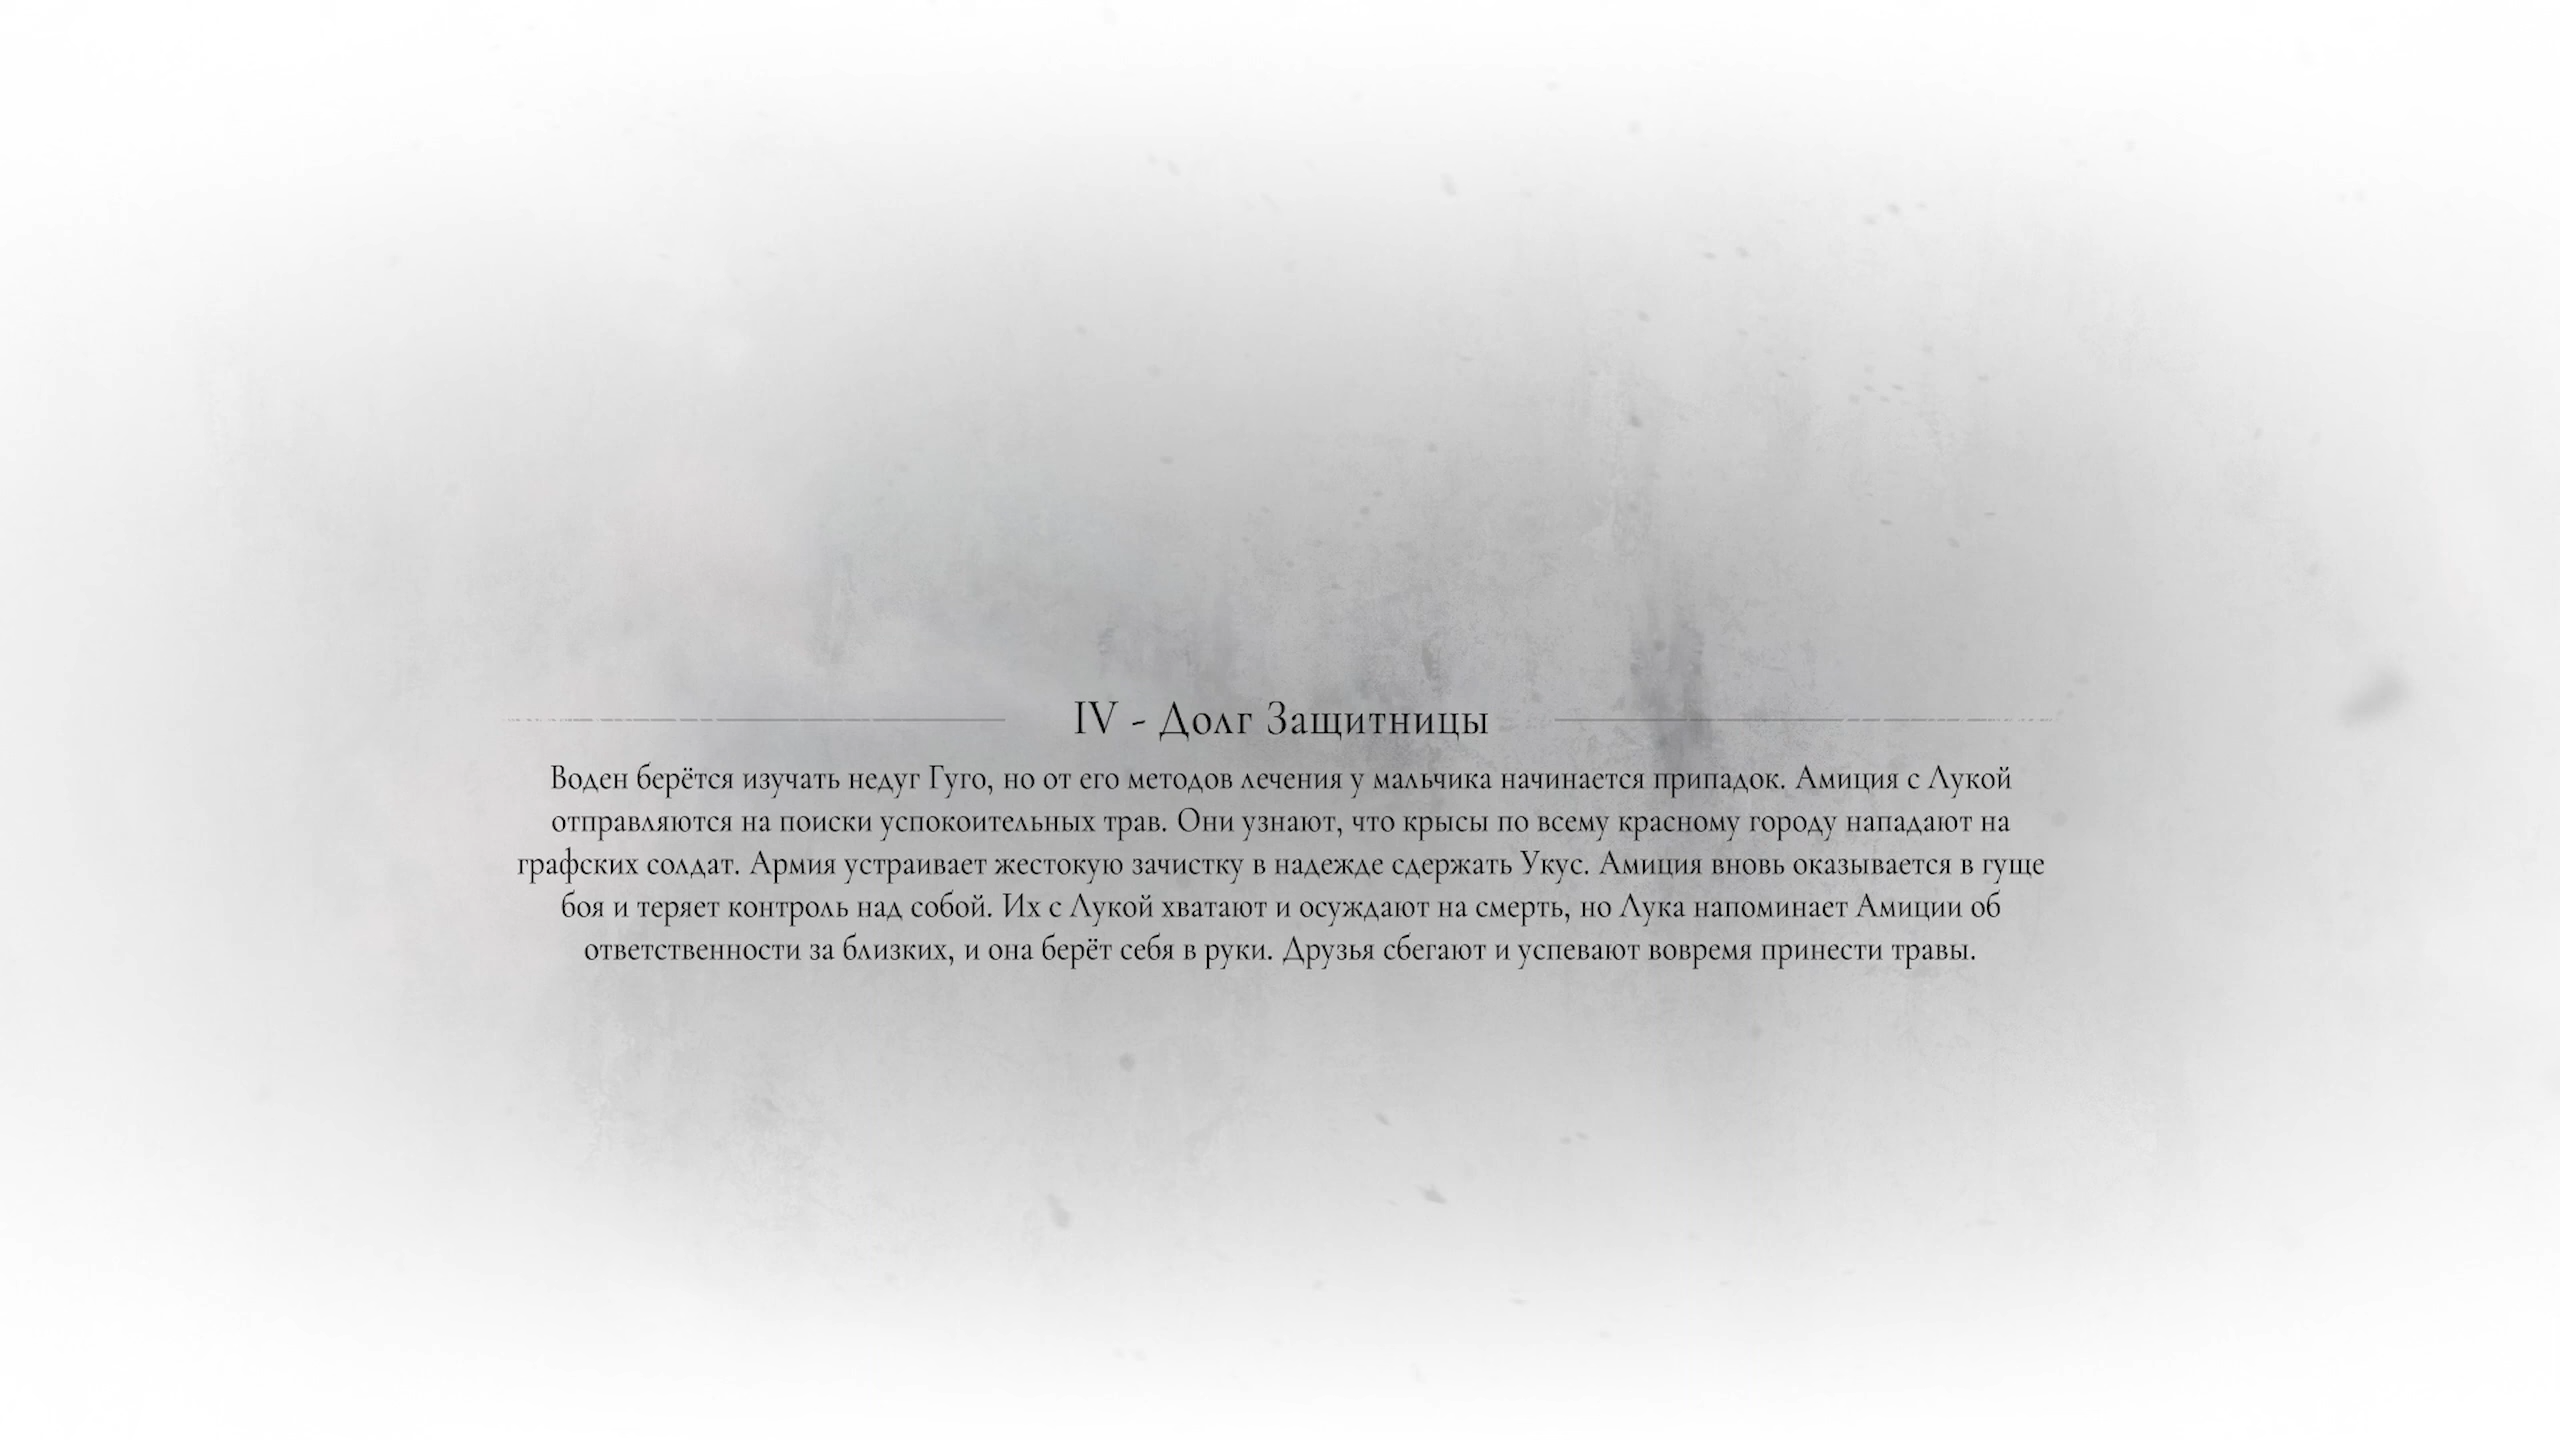 IV - Долг Защитницы
Воден берётся изучать недуг Гуго, но от его методов лечения у мальчика начинается припадок. Амиция с Лукой
отправляются на поиски успокоительных трав. Они узнают, что крысы по всему красному городу нападают на
графских солдат. Армия устраивает жестокую зачистку в надежде сдержать Укус. Амиция вновь оказывается в гуще
боя и теряет контроль над собой. Их с Лукой хватают и осуждают на смерть, но Лука напоминает Амиции об
ответственности за близких, и она берёт себя в руки. Друзья сбегают и успевают вовремя принести травы.